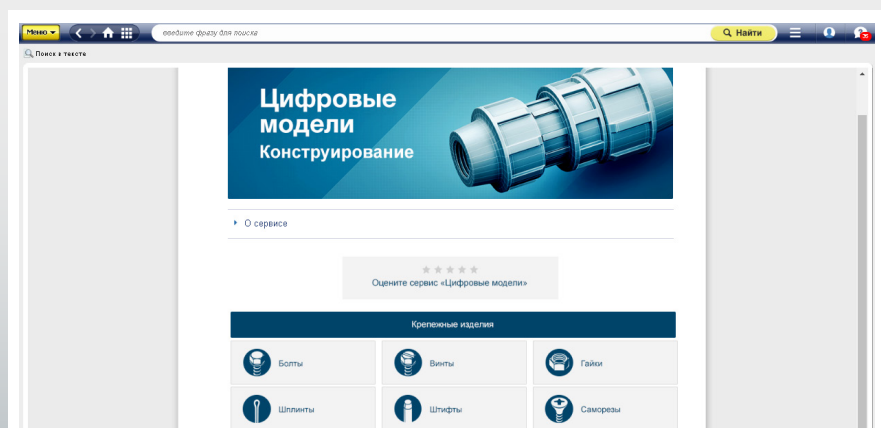 Меню
введите фразу для поиска
Найти
Поиск в тексте
Цифровые
модели
Конструирование
О сервисе
Оцените сервис «Цифровые модели»
Крепежные изделия
Болты
Винты
Гайки
Шплинты
Штифты
Саморезы